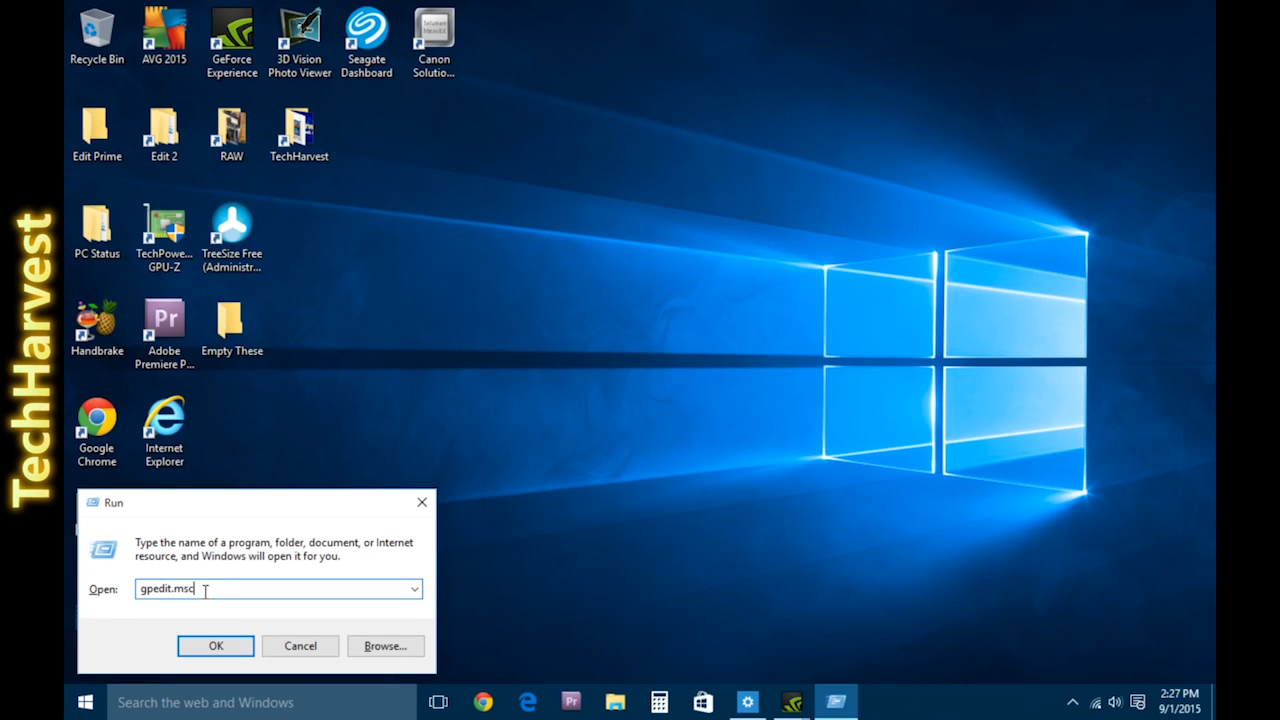 Recycle Bin
AVG 2015
GeForce
Experience
3D Vision
Photo Viewer
Seagate
Dashboard
Canon
Solutio...
Edit Prime
Edit 2
RAW
TechHarvest
PC Status
TechPowe...
GPU-Z
TreeSize Free
(Administr...
Handbrake
Pr
Adobe
Premiere P...
Empty These
Google
Chrome
Internet
Explorer
TechHarvest
Run
Type the name of a program, folder, document, or Internet
resource, and Windows will open it for you.
Open:
gpedit.msc
OK
Cancel
Browse...
Search the web and Windows
Pr
2:27 PM
9/1/2015